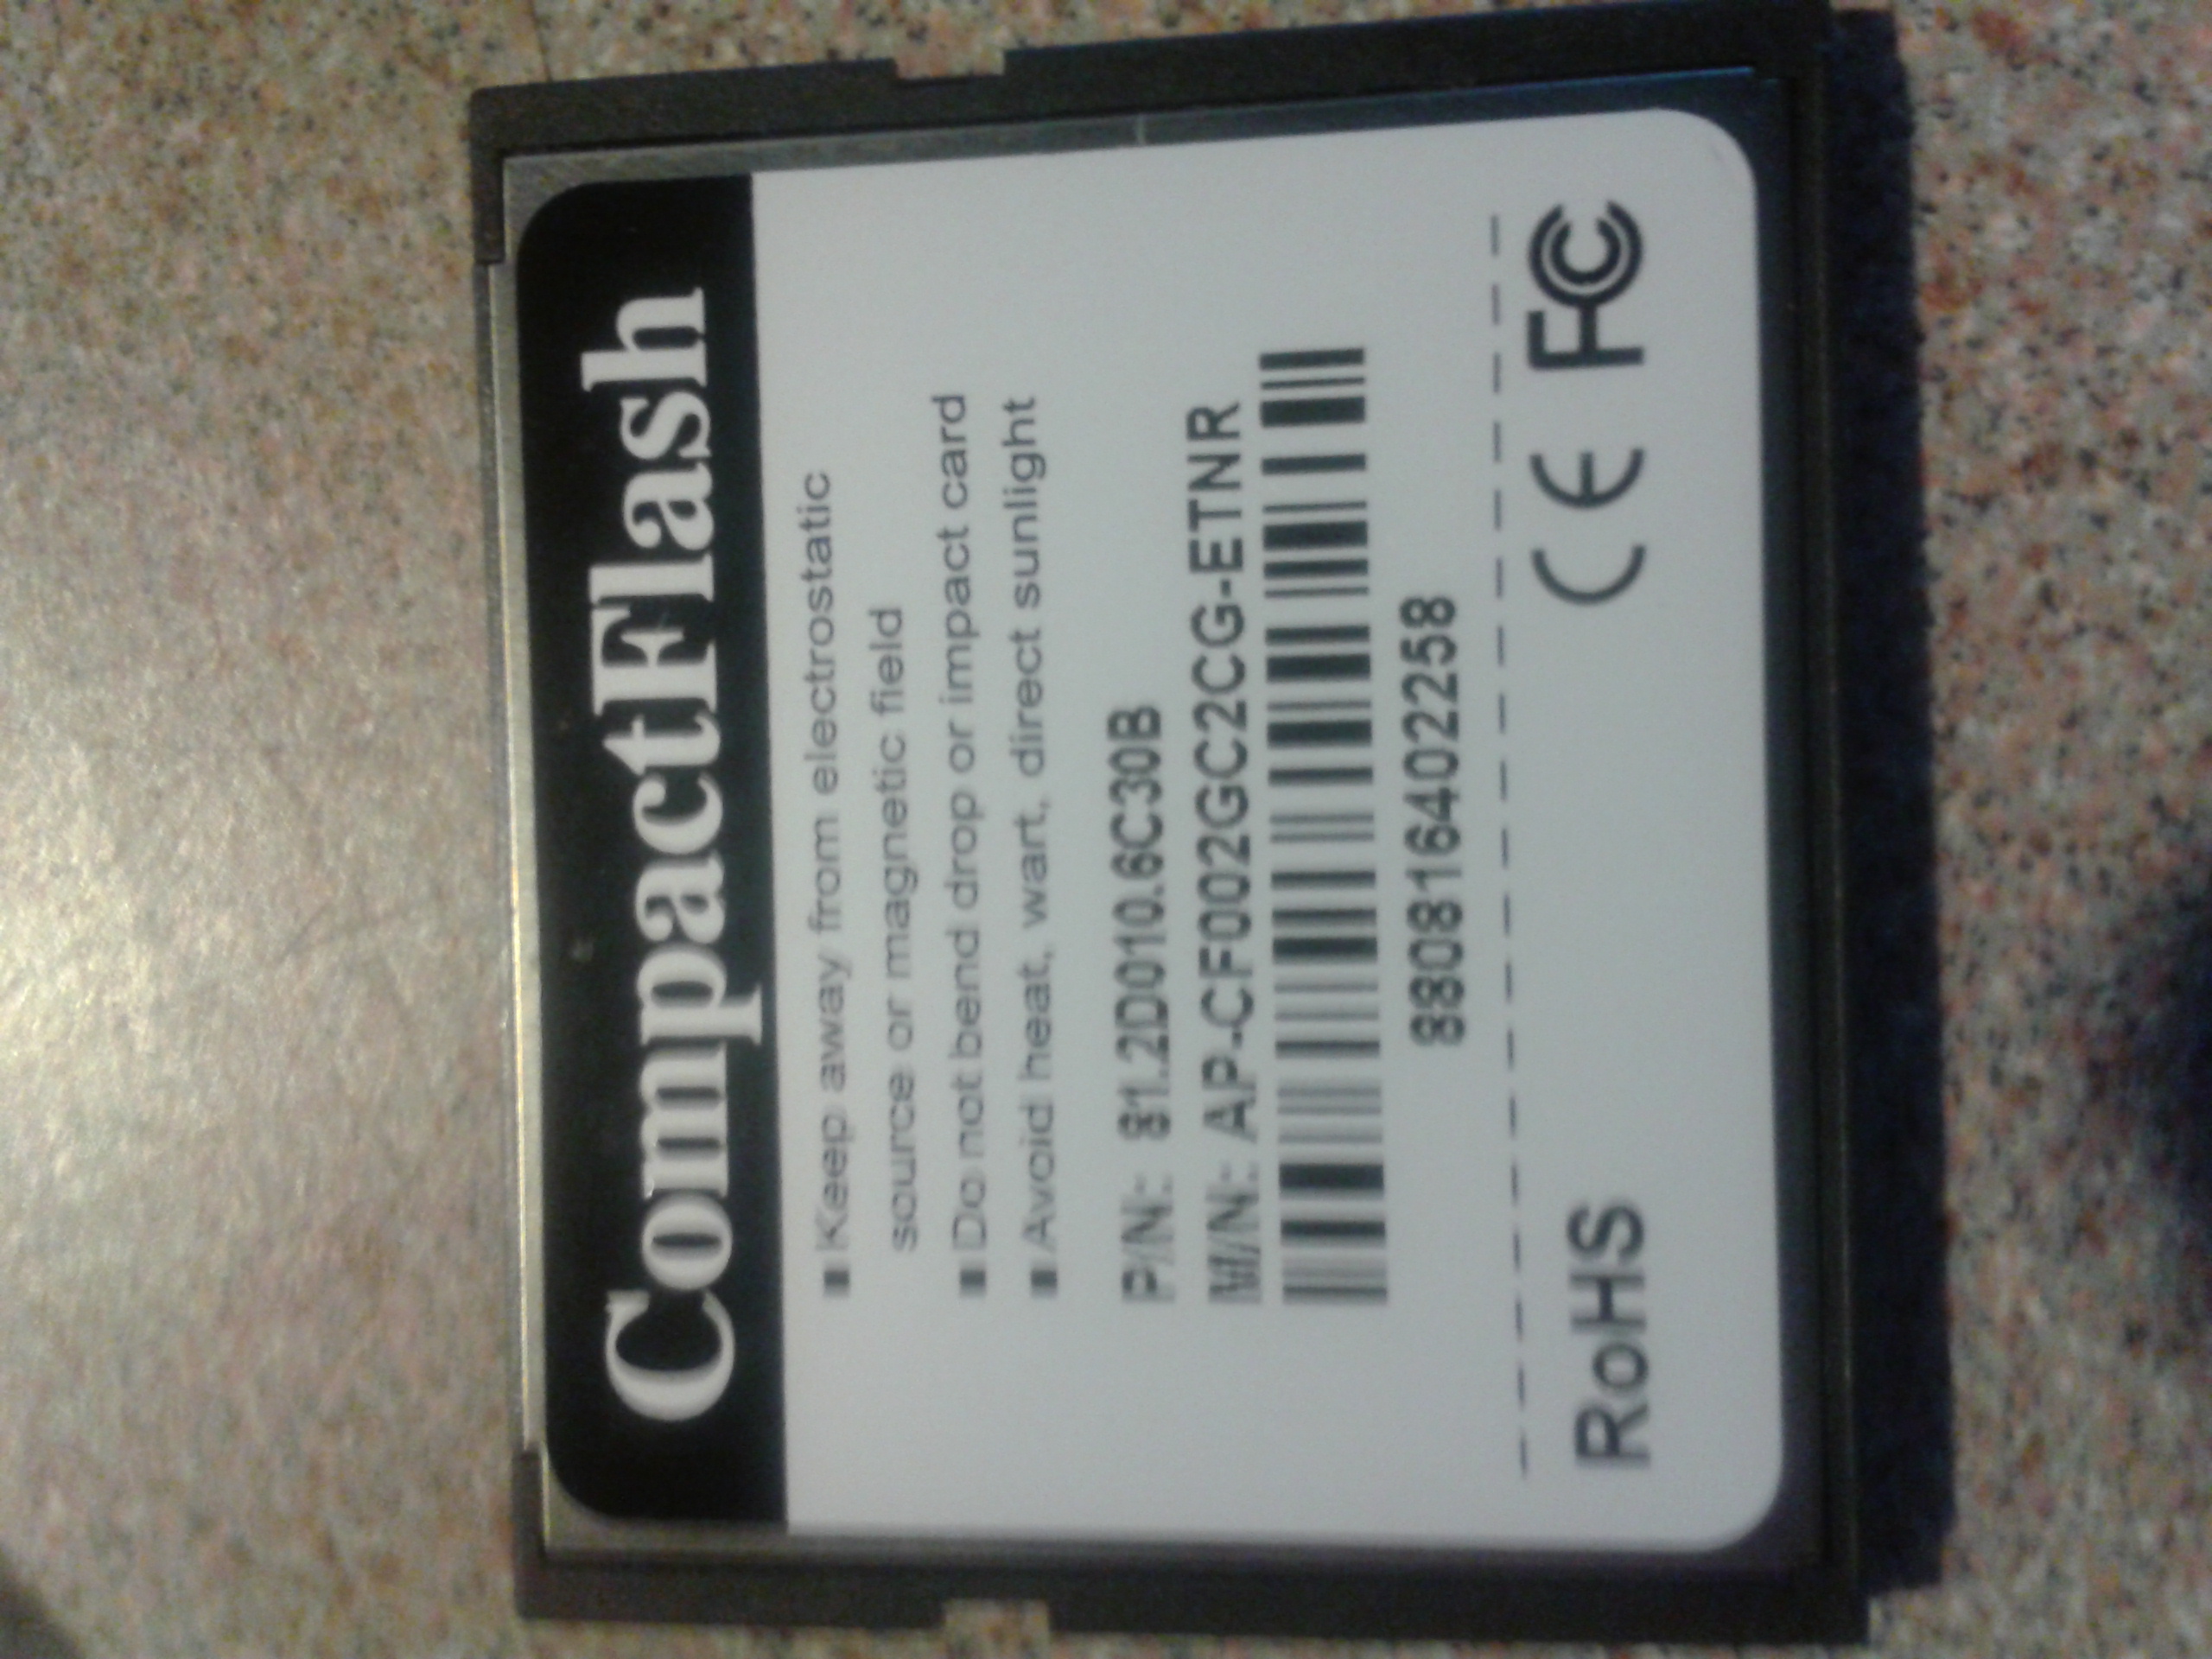 CompactFlash
■ Keep away from electrostatic
source or magnetic field
■ Do not bend drop or impact card
■ Avoid heat, wart, direct sunlight
P/N: 81.2D010.6C30B
M/N: AP-CF002GC2CG-ETNR
880816402258
RoHS CE FC